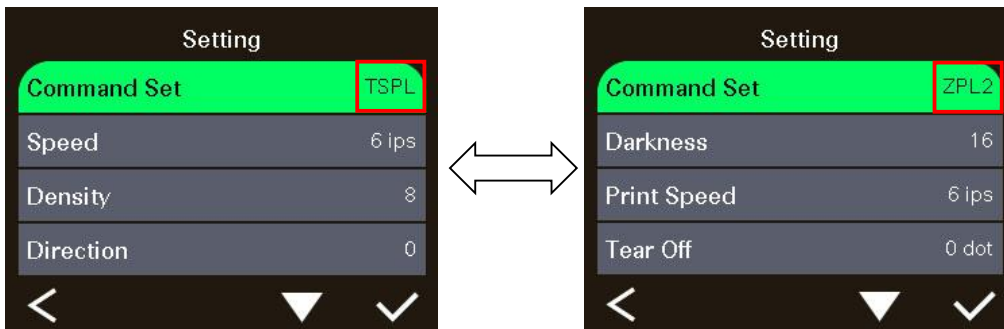 Setting
Command Set TSPL
Speed 6 ips
Density 8
Direction 0
Setting
Command Set ZPL2
Darkness 16
Print Speed 6 ips
Tear Off 0 dot